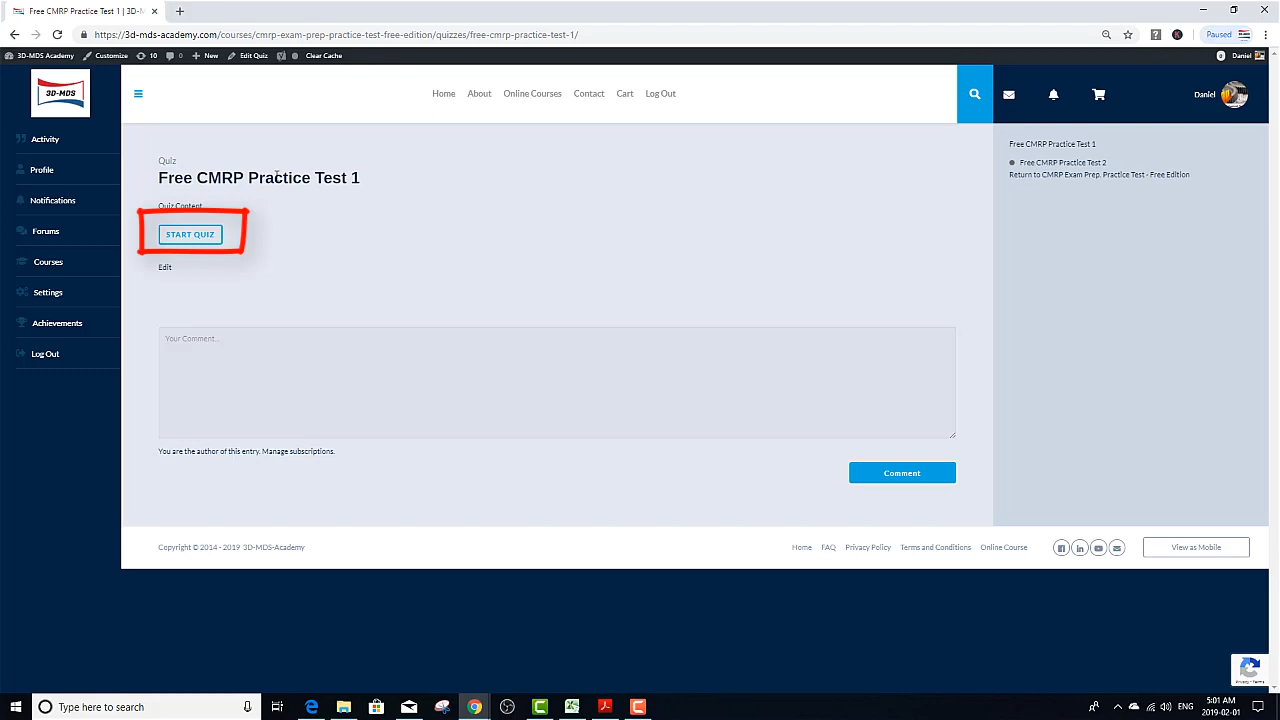 Free CMRP Practice Test 1 | 3D-M
https://3d-mds-academy.com/courses/cmrp-exam-prep-practice-test-free-edition/quizzes/free-cmrp-practice-test-1/
Paused
3D-MDS Academy
Customize
10
0
New
Edit Quiz
Clear Cache
0
Daniel
3D-MDS
Home
About
Online Courses
Contact
Cart
Log Out
Daniel
Activity
Profile
Notifications
Forums
Courses
Settings
Achievements
Log Out
Quiz
Free CMRP Practice Test 1
Quiz Content
START QUIZ
Edit
Your Comment...
You are the author of this entry. Manage subscriptions.
Comment
Free CMRP Practice Test 1
Free CMRP Practice Test 2
Return to CMRP Exam Prep. Practice Test - Free Edition
Copyright © 2014 - 2019 3D-MDS-Academy
Home
FAQ
Privacy Policy
Terms and Conditions
Online Course
View as Mobile
Privacy - Terms
Type here to search
ENG
5:01 AM
2019-02-01